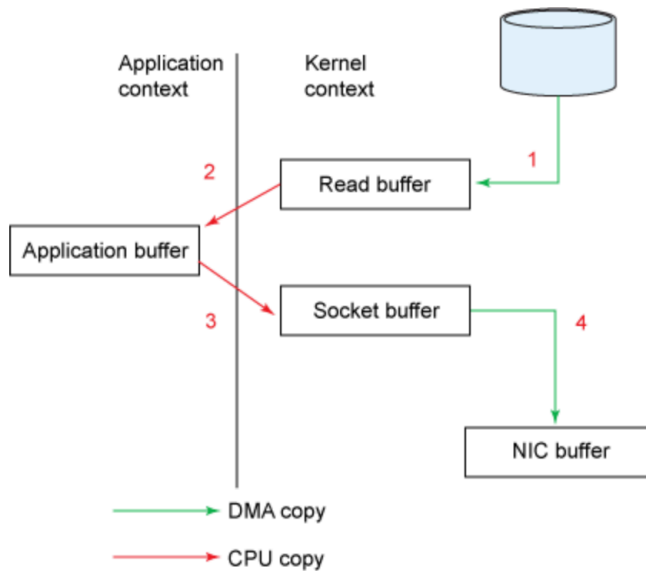 Application
context
Kernel
context
1
2
Read buffer
Application buffer
3
Socket buffer
4
NIC buffer
DMA copy
CPU copy